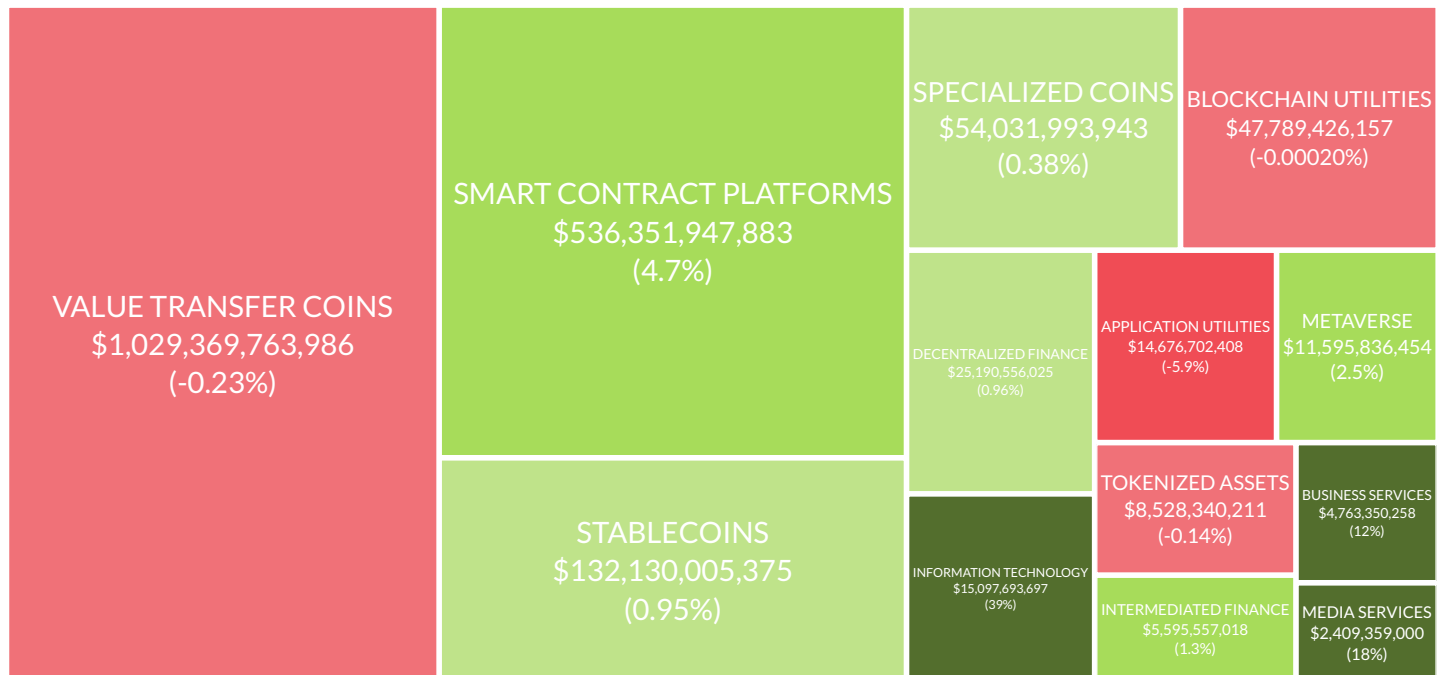 VALUE TRANSFER COINS
$1,029,369,763,986
(-0.23%)
SMART CONTRACT PLATFORMS
$536,351,947,883
(4.7%)
STABLECOINS
$132,130,005,375
(0.95%)
SPECIALIZED COINS
$54,031,993,943
(0.38%)
BLOCKCHAIN UTILITIES
$47,789,426,157
(-0.00020%)
DECENTRALIZED FINANCE
$25,190,556,025
(0.96%)
INFORMATION TECHNOLOGY
$15,097,693,697
(39%)
APPLICATION UTILITIES
$14,676,702,408
(-5.9%)
METAVERSE
$11,595,836,454
(2.5%)
TOKENIZED ASSETS
$8,528,340,211
(-0.14%)
INTERMEDIATED FINANCE
$5,595,557,018
(1.3%)
BUSINESS SERVICES
$4,763,350,258
(12%)
MEDIA SERVICES
$2,409,359,000
(18%)